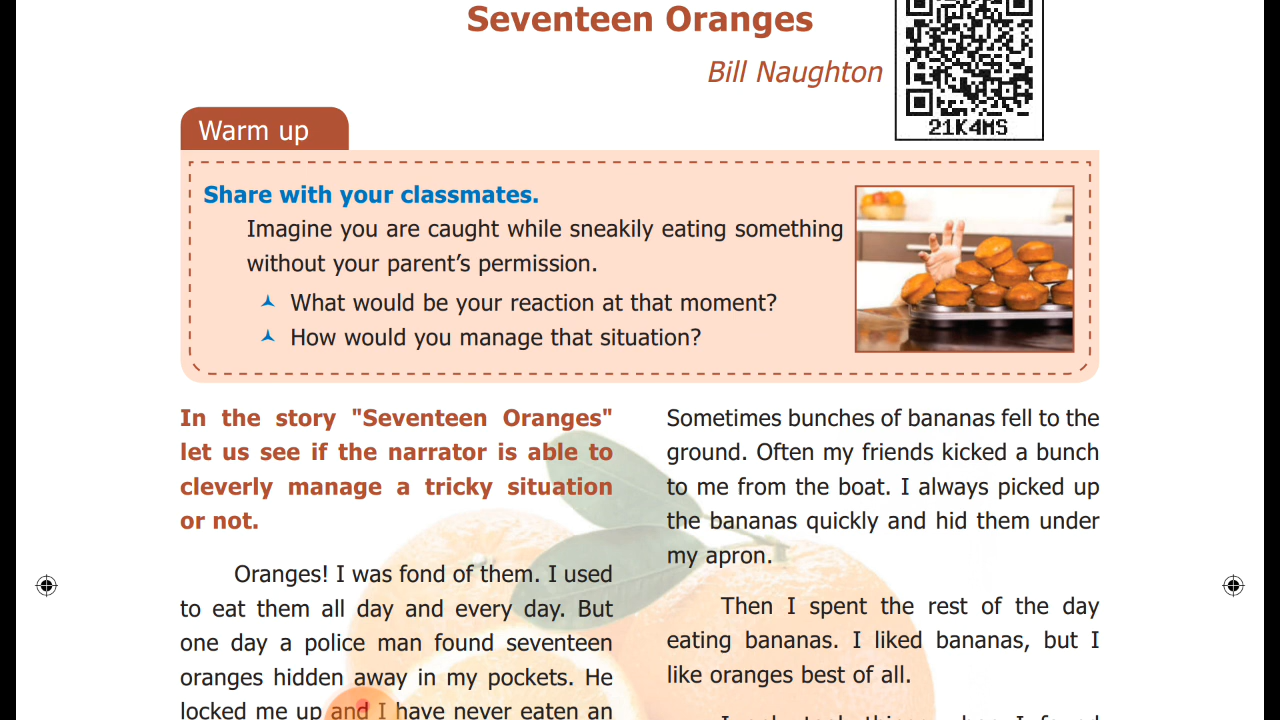 Seventeen Oranges
Bill Naughton
21K4MS
Warm up
Share with your classmates.
Imagine you are caught while sneakily eating something
without your parent's permission.
What would be your reaction at that moment?
How would you manage that situation?
In the story "Seventeen Oranges"
let us see if the narrator is able to
cleverly manage a tricky situation
or not.
Oranges! I was fond of them. I used
to eat them all day and every day. But
one day a police man found seventeen
oranges hidden away in my pockets. He
locked me up and I have never eaten an
Sometimes bunches of bananas fell to the
ground. Often my friends kicked a bunch
to me from the boat. I always picked up
the bananas quickly and hid them under
my apron.
Then I spent the rest of the day
eating bananas. I liked bananas, but I
like oranges best of all.